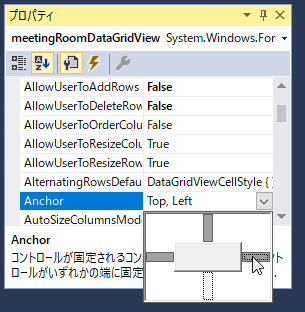 プロパティ
meetingRoomDataGridView System.Windows.For
AllowUserToAddRows False
AllowUserToDeleteRow False
AllowUserToOrderColu False
AllowUserToResizeColu True
AllowUserToResizeRow True
AlternatingRowsDefau DataGridViewCellStyle {
Anchor Top, Left
AutoSizeColumnsMod
Anchor
コントロールが固定されるコンテ
ロールがいずれかの端に固定